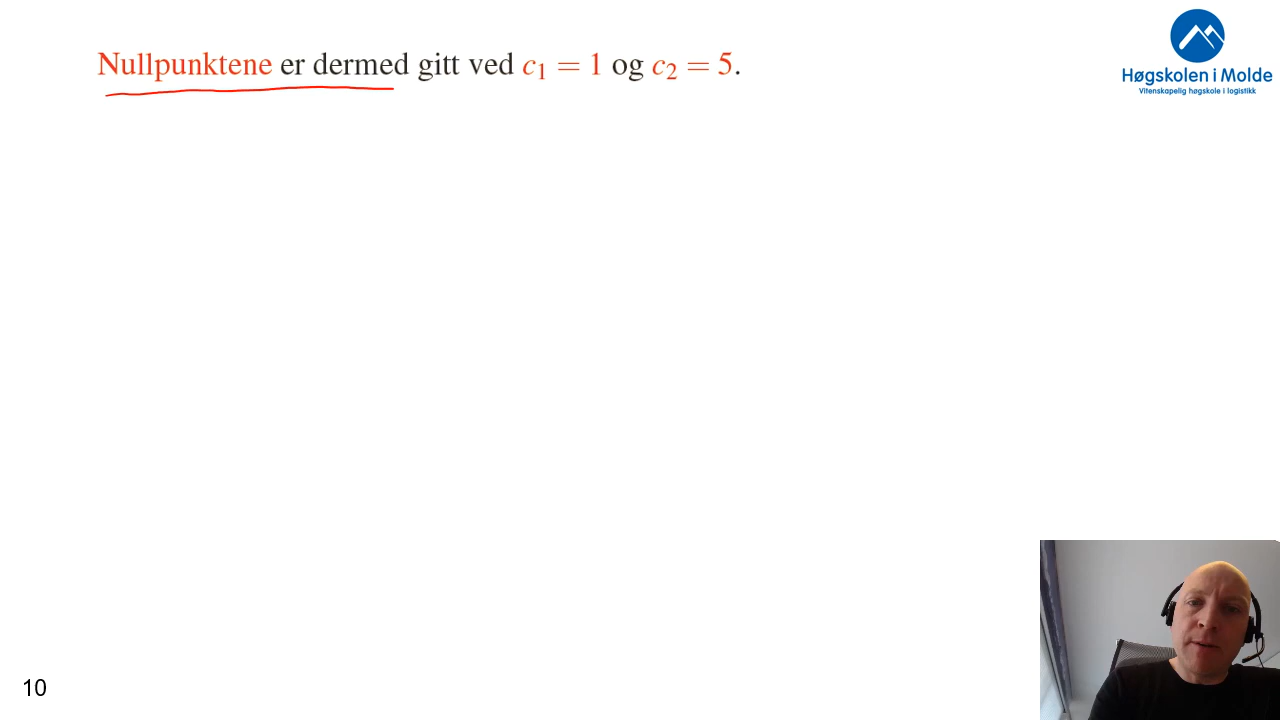 Nullpunktene er dermed gitt ved c₁ = 1 og c₂ = 5.
Høgskolen i Molde
Vitenskapelig høgskole i logistikk
10